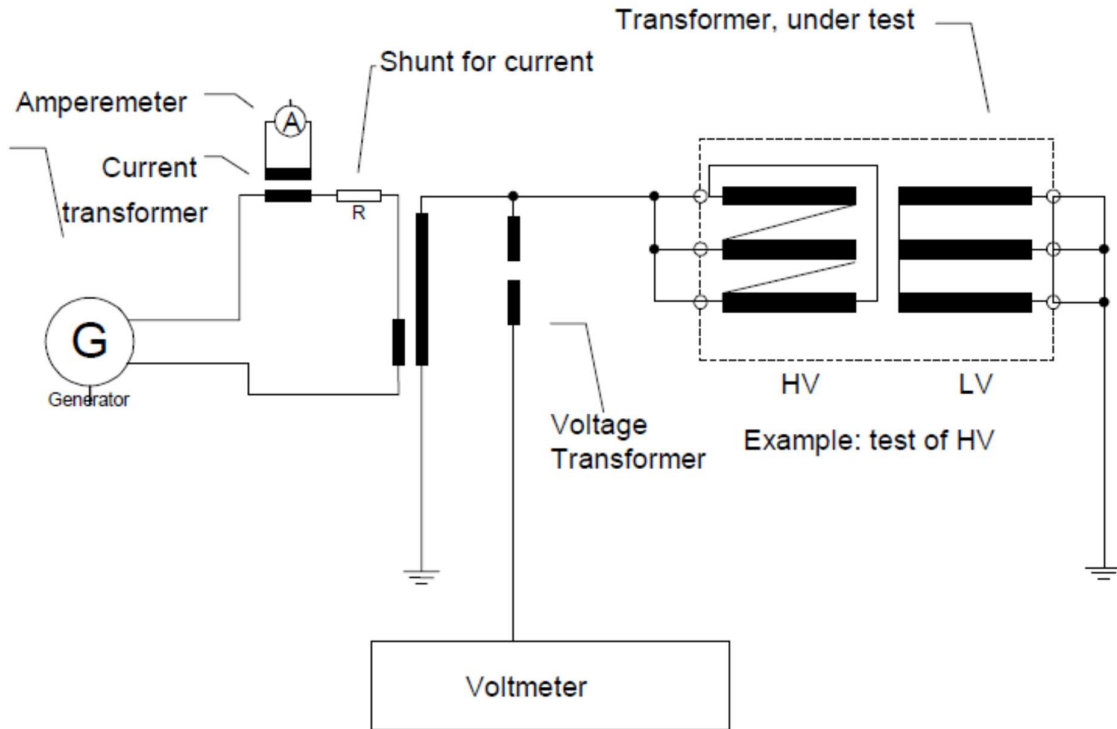 Transformer, under test
Shunt for current
Amperemeter
A
Current
transformer
R
G
Generator
HV
LV
Voltage
Transformer
Example: test of HV
Voltmeter